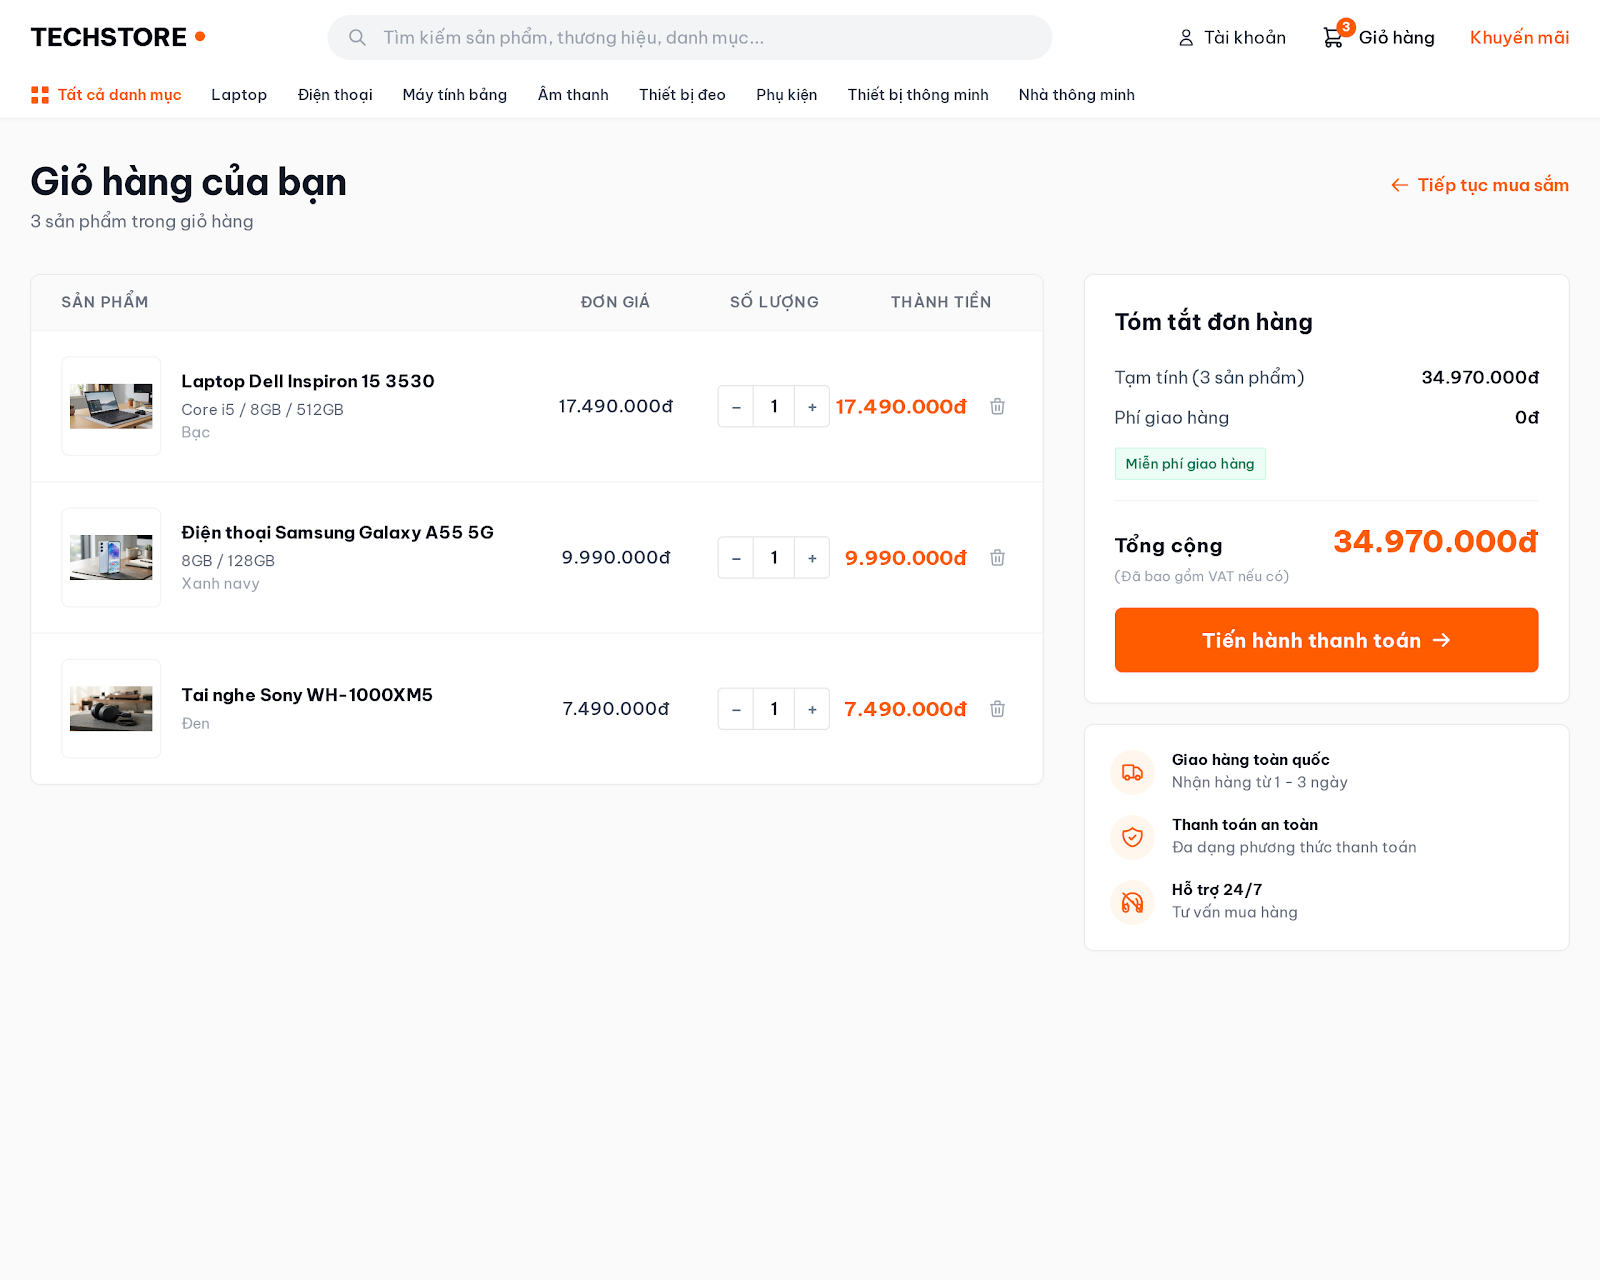 TECHSTORE
Tìm kiếm sản phẩm, thương hiệu, danh mục...
Tài khoản
3
Giỏ hàng
Khuyến mãi
Tất cả danh mục
Laptop
Điện thoại
Máy tính bảng
Âm thanh
Thiết bị đeo
Phụ kiện
Thiết bị thông minh
Nhà thông minh
Giỏ hàng của bạn
3 sản phẩm trong giỏ hàng
← Tiếp tục mua sắm
SẢN PHẨM
ĐƠN GIÁ
SỐ LƯỢNG
THÀNH TIỀN
Laptop Dell Inspiron 15 3530
Core i5 / 8GB / 512GB
Bạc
17.490.000đ
– 1 +
17.490.000đ
Điện thoại Samsung Galaxy A55 5G
8GB / 128GB
Xanh navy
9.990.000đ
– 1 +
9.990.000đ
Tai nghe Sony WH-1000XM5
Đen
7.490.000đ
– 1 +
7.490.000đ
Tóm tắt đơn hàng
Tạm tính (3 sản phẩm)
34.970.000đ
Phí giao hàng
0đ
Miễn phí giao hàng
Tổng cộng
34.970.000đ
(Đã bao gồm VAT nếu có)
Tiến hành thanh toán →
Giao hàng toàn quốc
Nhận hàng từ 1 - 3 ngày
Thanh toán an toàn
Đa dạng phương thức thanh toán
Hỗ trợ 24/7
Tư vấn mua hàng